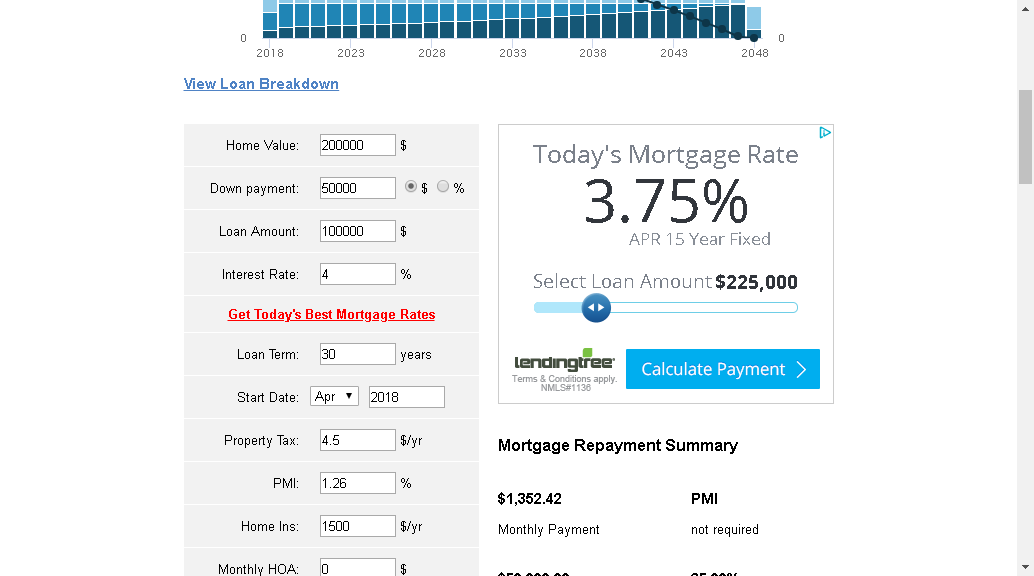 0 0
2018 2023 2028 2033 2038 2043 2048
View Loan Breakdown
Home Value: 200000 $
Down payment: 50000 $ %
Loan Amount: 100000 $
Interest Rate: 4 %
Get Today's Best Mortgage Rates
Loan Term: 30 years
Start Date: Apr 2018
Property Tax: 4.5 $/yr
PMI: 1.26 %
Home Ins: 1500 $/yr
Monthly HOA: 0 $
Today's Mortgage Rate
3.75%
APR 15 Year Fixed
Select Loan Amount $225,000
lendingtree
Terms & Conditions apply.
NMLS#1136
Calculate Payment
Mortgage Repayment Summary
$1,352.42 PMI
Monthly Payment not required